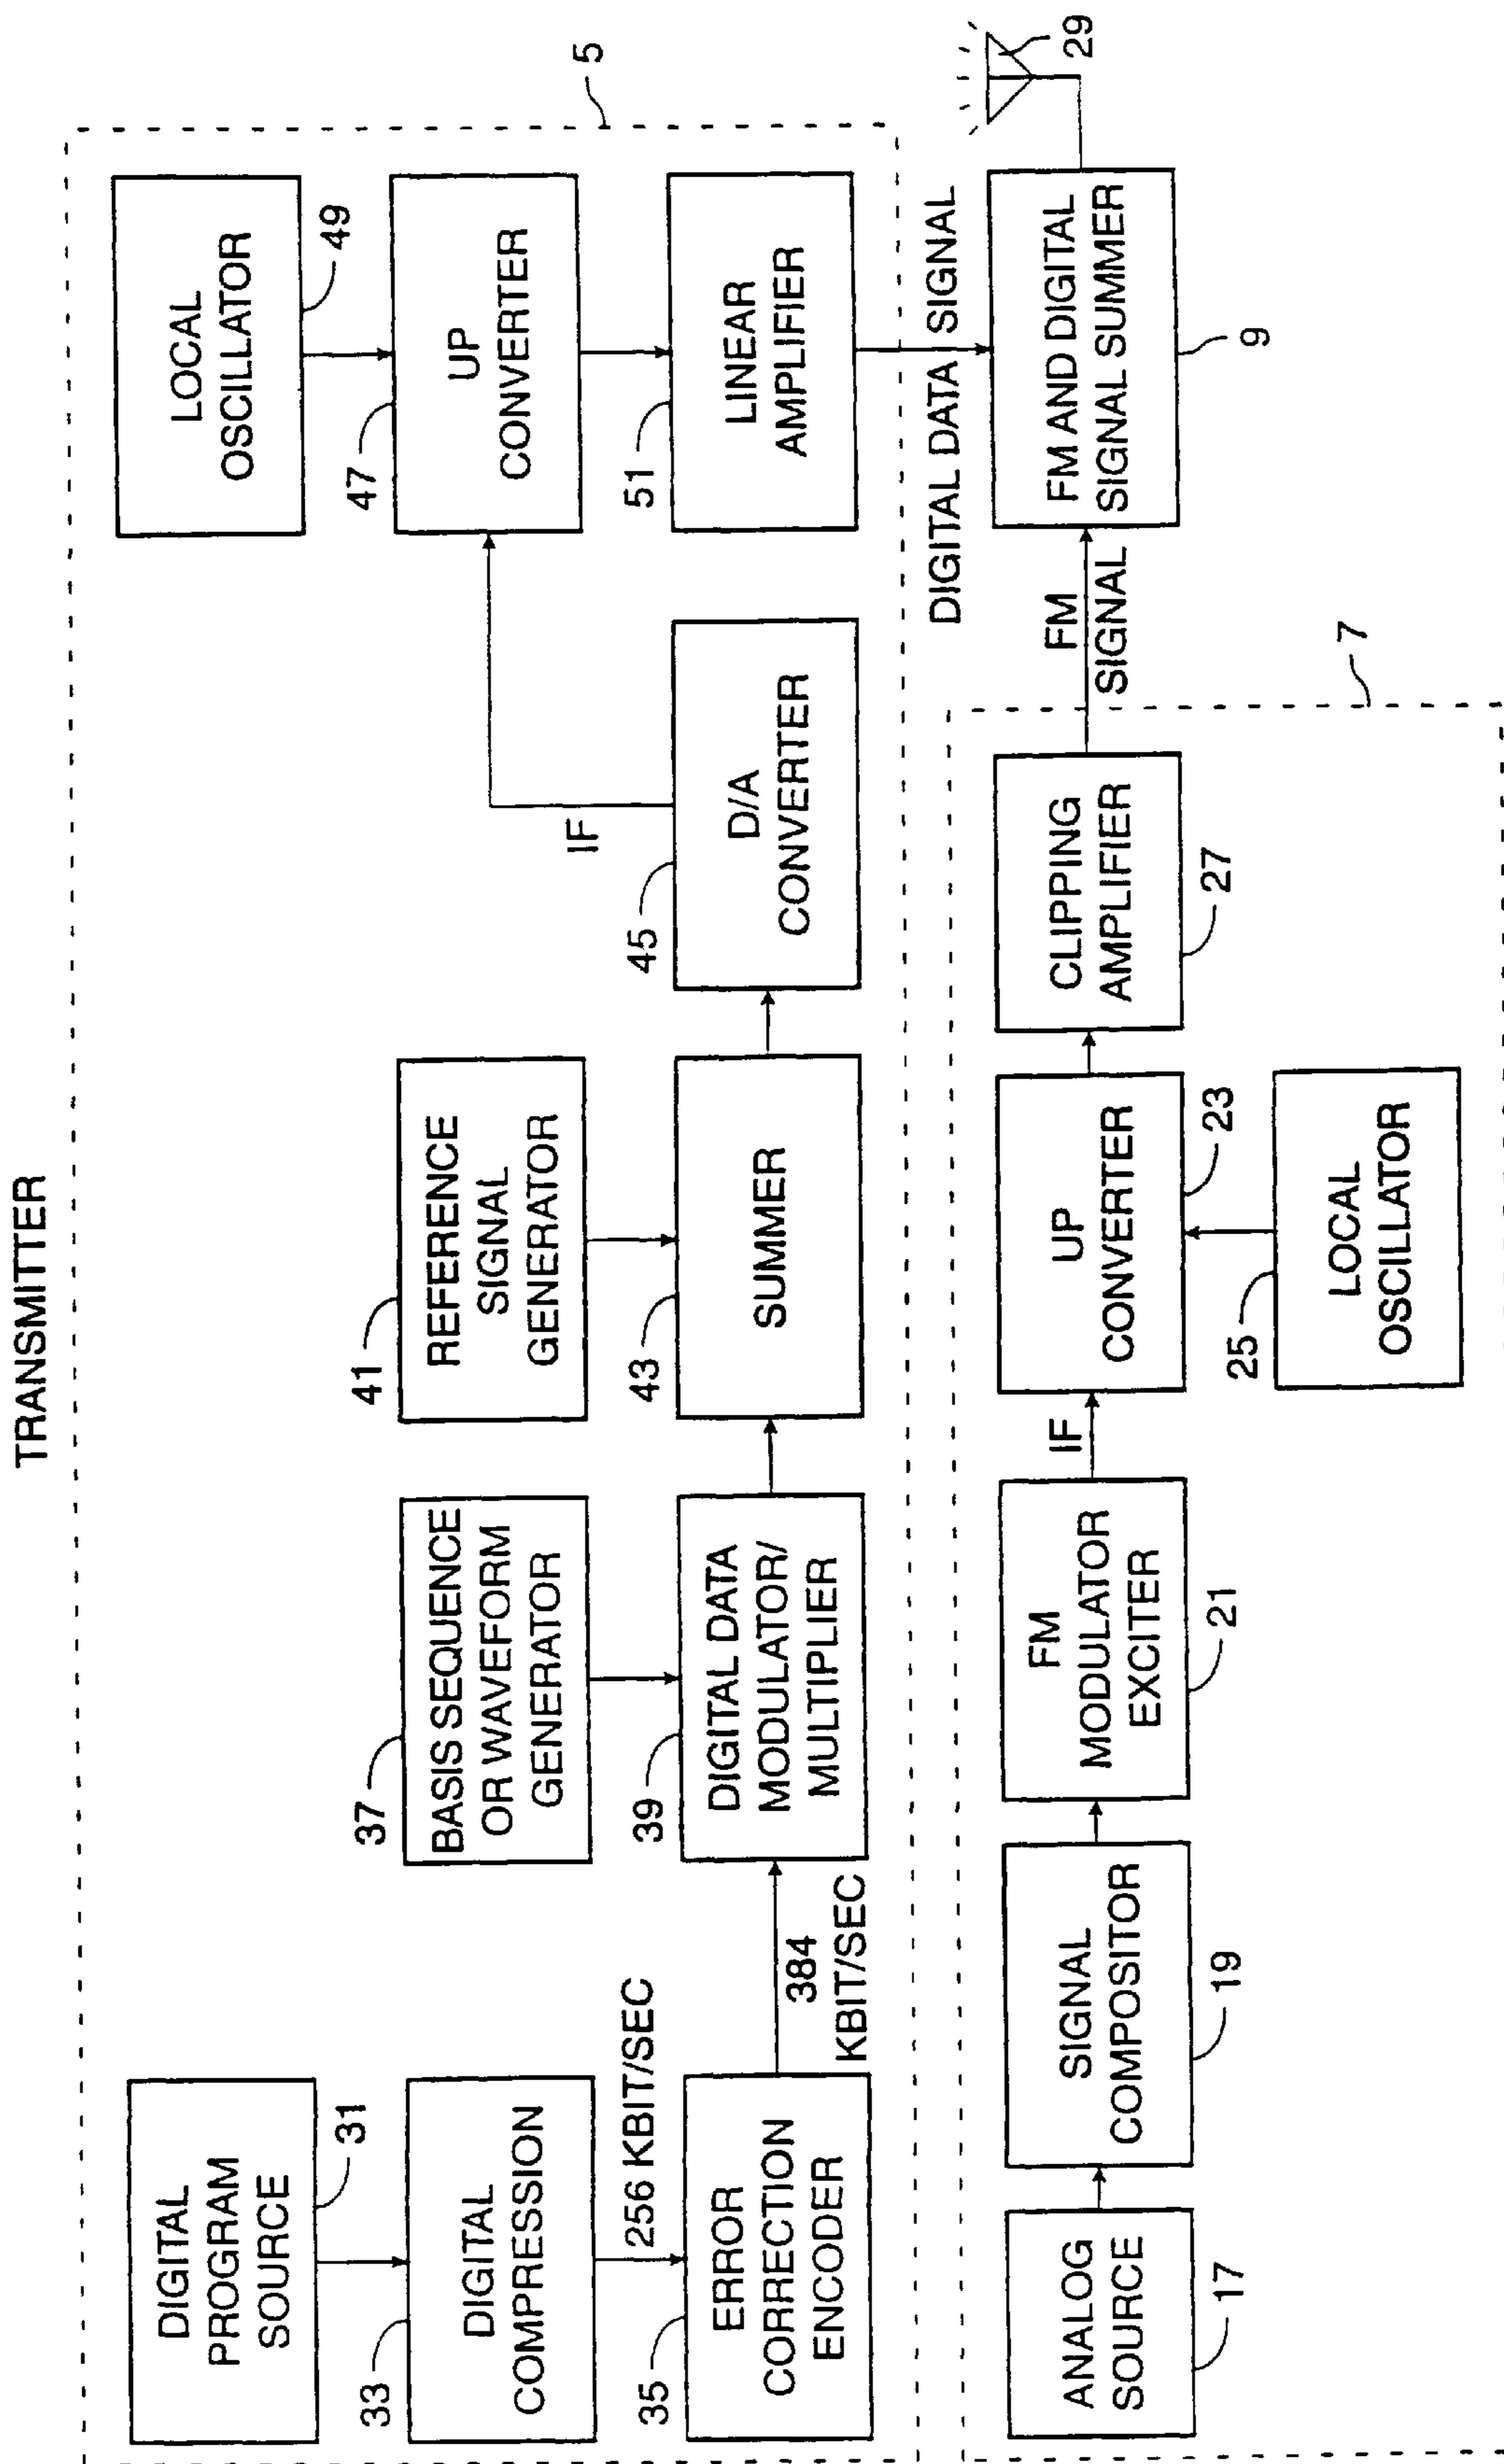 TRANSMITTER
5
DIGITAL
PROGRAM
SOURCE
31
33
DIGITAL
COMPRESSION
256 KBIT/SEC
35
ERROR
CORRECTION
ENCODER
384
KBIT/SEC
37
BASIS SEQUENCE
OR WAVEFORM
GENERATOR
39
DIGITAL DATA
MODULATOR/
MULTIPLIER
41
REFERENCE
SIGNAL
GENERATOR
43
SUMMER
45
D/A
CONVERTER
IF
LOCAL
OSCILLATOR
49
47
UP
CONVERTER
51
LINEAR
AMPLIFIER
DIGITAL DATA SIGNAL
FM AND DIGITAL
SIGNAL SUMMER
9
29
ANALOG
SOURCE
17
SIGNAL
COMPOSITOR
19
FM
MODULATOR
EXCITER
21
IF
UP
CONVERTER
23
25
LOCAL
OSCILLATOR
CLIPPING
AMPLIFIER
27
FM
SIGNAL
7